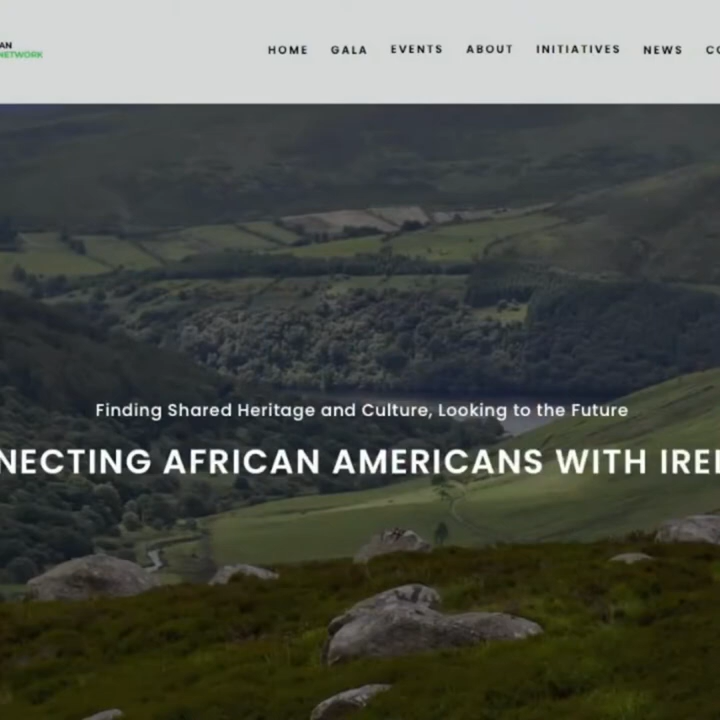 AN
NETWORK
HOME GALA EVENTS ABOUT INITIATIVES NEWS CO
Finding Shared Heritage and Culture, Looking to the Future
NECTING AFRICAN AMERICANS WITH IREL